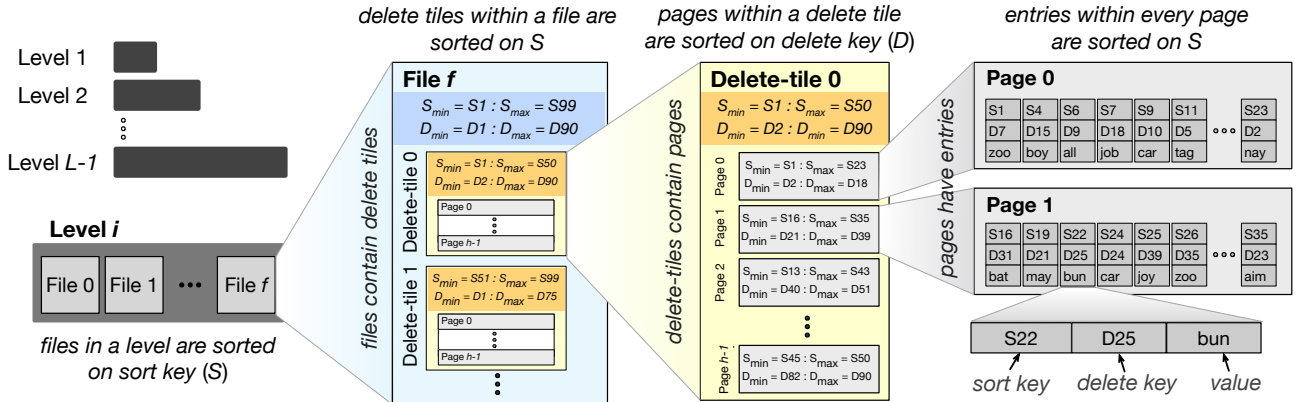 Level 1
Level 2
Level L-1
Level i
File 0
File 1
File f
files in a level are sorted
on sort key (S)
delete tiles within a file are
sorted on S
files contain delete tiles
File f
S_min = S1 : S_max = S99
D_min = D1 : D_max = D90
Delete-tile 0
S_min = S1 : S_max = S50
D_min = D2 : D_max = D90
Page 0
Page h-1
Delete-tile 1
S_min = S51 : S_max = S99
D_min = D1 : D_max = D75
Page 0
Page h-1
pages within a delete tile
are sorted on delete key (D)
delete-tiles contain pages
Delete-tile 0
S_min = S1 : S_max = S50
D_min = D2 : D_min = D90
Page 0
S_min = S1 : S_max = S23
D_min = D2 : D_max = D18
Page 1
S_min = S16 : S_max = S35
D_min = D21 : D_max = D39
Page 2
S_min = S13 : S_max = S43
D_min = D40 : D_max = D51
Page h-1
S_min = S45 : S_max = S50
D_min = D82 : D_max = D90
entries within every page
are sorted on S
pages have entries
Page 0
S1 S4 S6 S7 S9 S11 S23
D7 D15 D9 D18 D10 D5 D2
zoo boy all job car tag nay
Page 1
S16 S19 S22 S24 S25 S26 S35
D31 D21 D25 D24 D39 D35 D23
bat may bun car joy zoo aim
S22 D25 bun
sort key delete key value